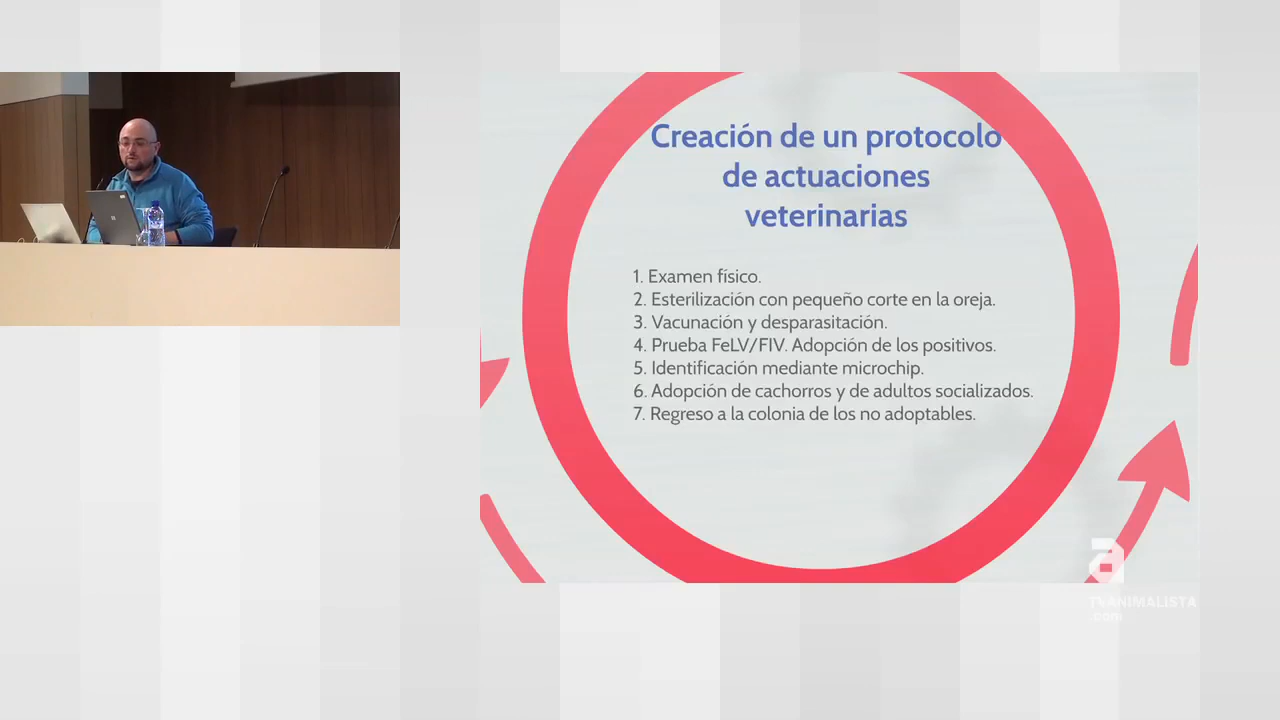 Creación de un protocolo
de actuaciones
veterinarias
1. Examen físico.
2. Esterilización con pequeño corte en la oreja.
3. Vacunación y desparasitación.
4. Prueba FeLV/FIV. Adopción de los positivos.
5. Identificación mediante microchip.
6. Adopción de cachorros y de adultos socializados.
7. Regreso a la colonia de los no adoptables.
a
TVANIMALISTA
.com